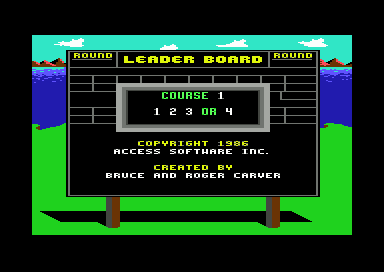 ROUND LEADER BOARD ROUND
COURSE 1
1 2 3 OR 4
COPYRIGHT 1986
ACCESS SOFTWARE INC.
CREATED BY
BRUCE AND ROGER CARVER